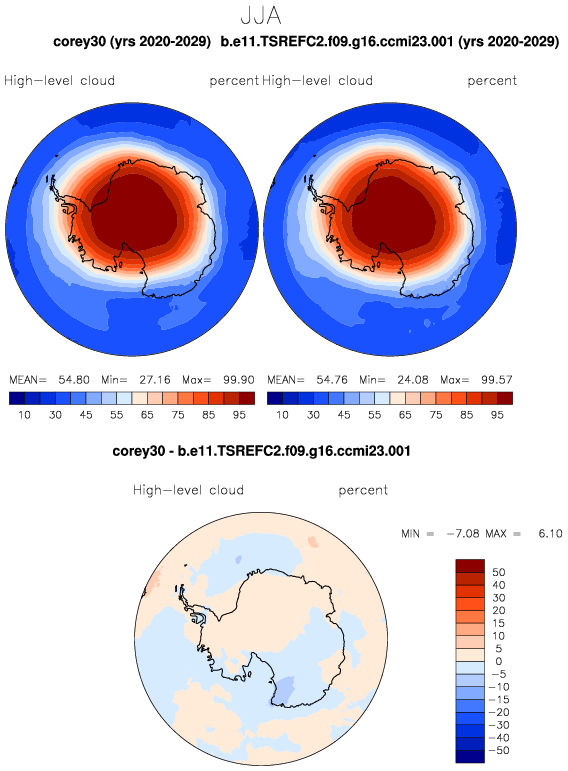 JJA
corey30 (yrs 2020-2029) b.e11.TSREFC2.f09.g16.ccmi23.001 (yrs 2020-2029)
High-level cloud percent High-level cloud percent
MEAN= 54.80 Min= 27.16 Max= 99.90 MEAN= 54.76 Min= 24.08 Max= 99.57
10 30 45 55 65 75 85 95 10 30 45 55 65 75 85 95
corey30 - b.e11.TSREFC2.f09.g16.ccmi23.001
High-level cloud percent
MIN = -7.08 MAX = 6.10
50
40
30
20
15
10
5
0
-5
-10
-15
-20
-30
-40
-50